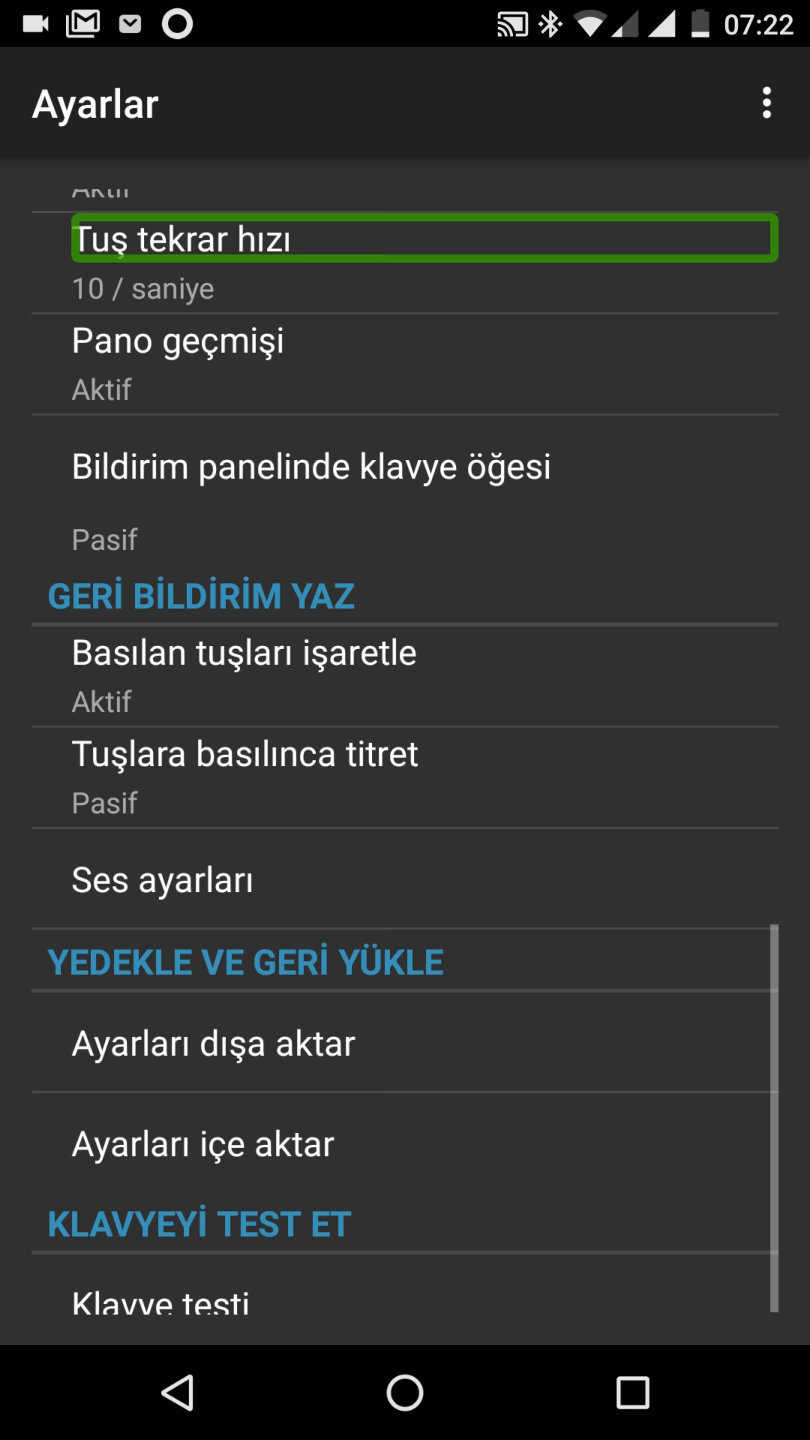 07:22
Ayarlar
Aktif
Tuş tekrar hızı
10 / saniye
Pano geçmişi
Aktif
Bildirim panelinde klavye öğesi
Pasif
GERİ BİLDİRİM YAZ
Basılan tuşları işaretle
Aktif
Tuşlara basılınca titret
Pasif
Ses ayarları
YEDEKLE VE GERİ YÜKLE
Ayarları dışa aktar
Ayarları içe aktar
KLAVYEYİ TEST ET
Klavye testi